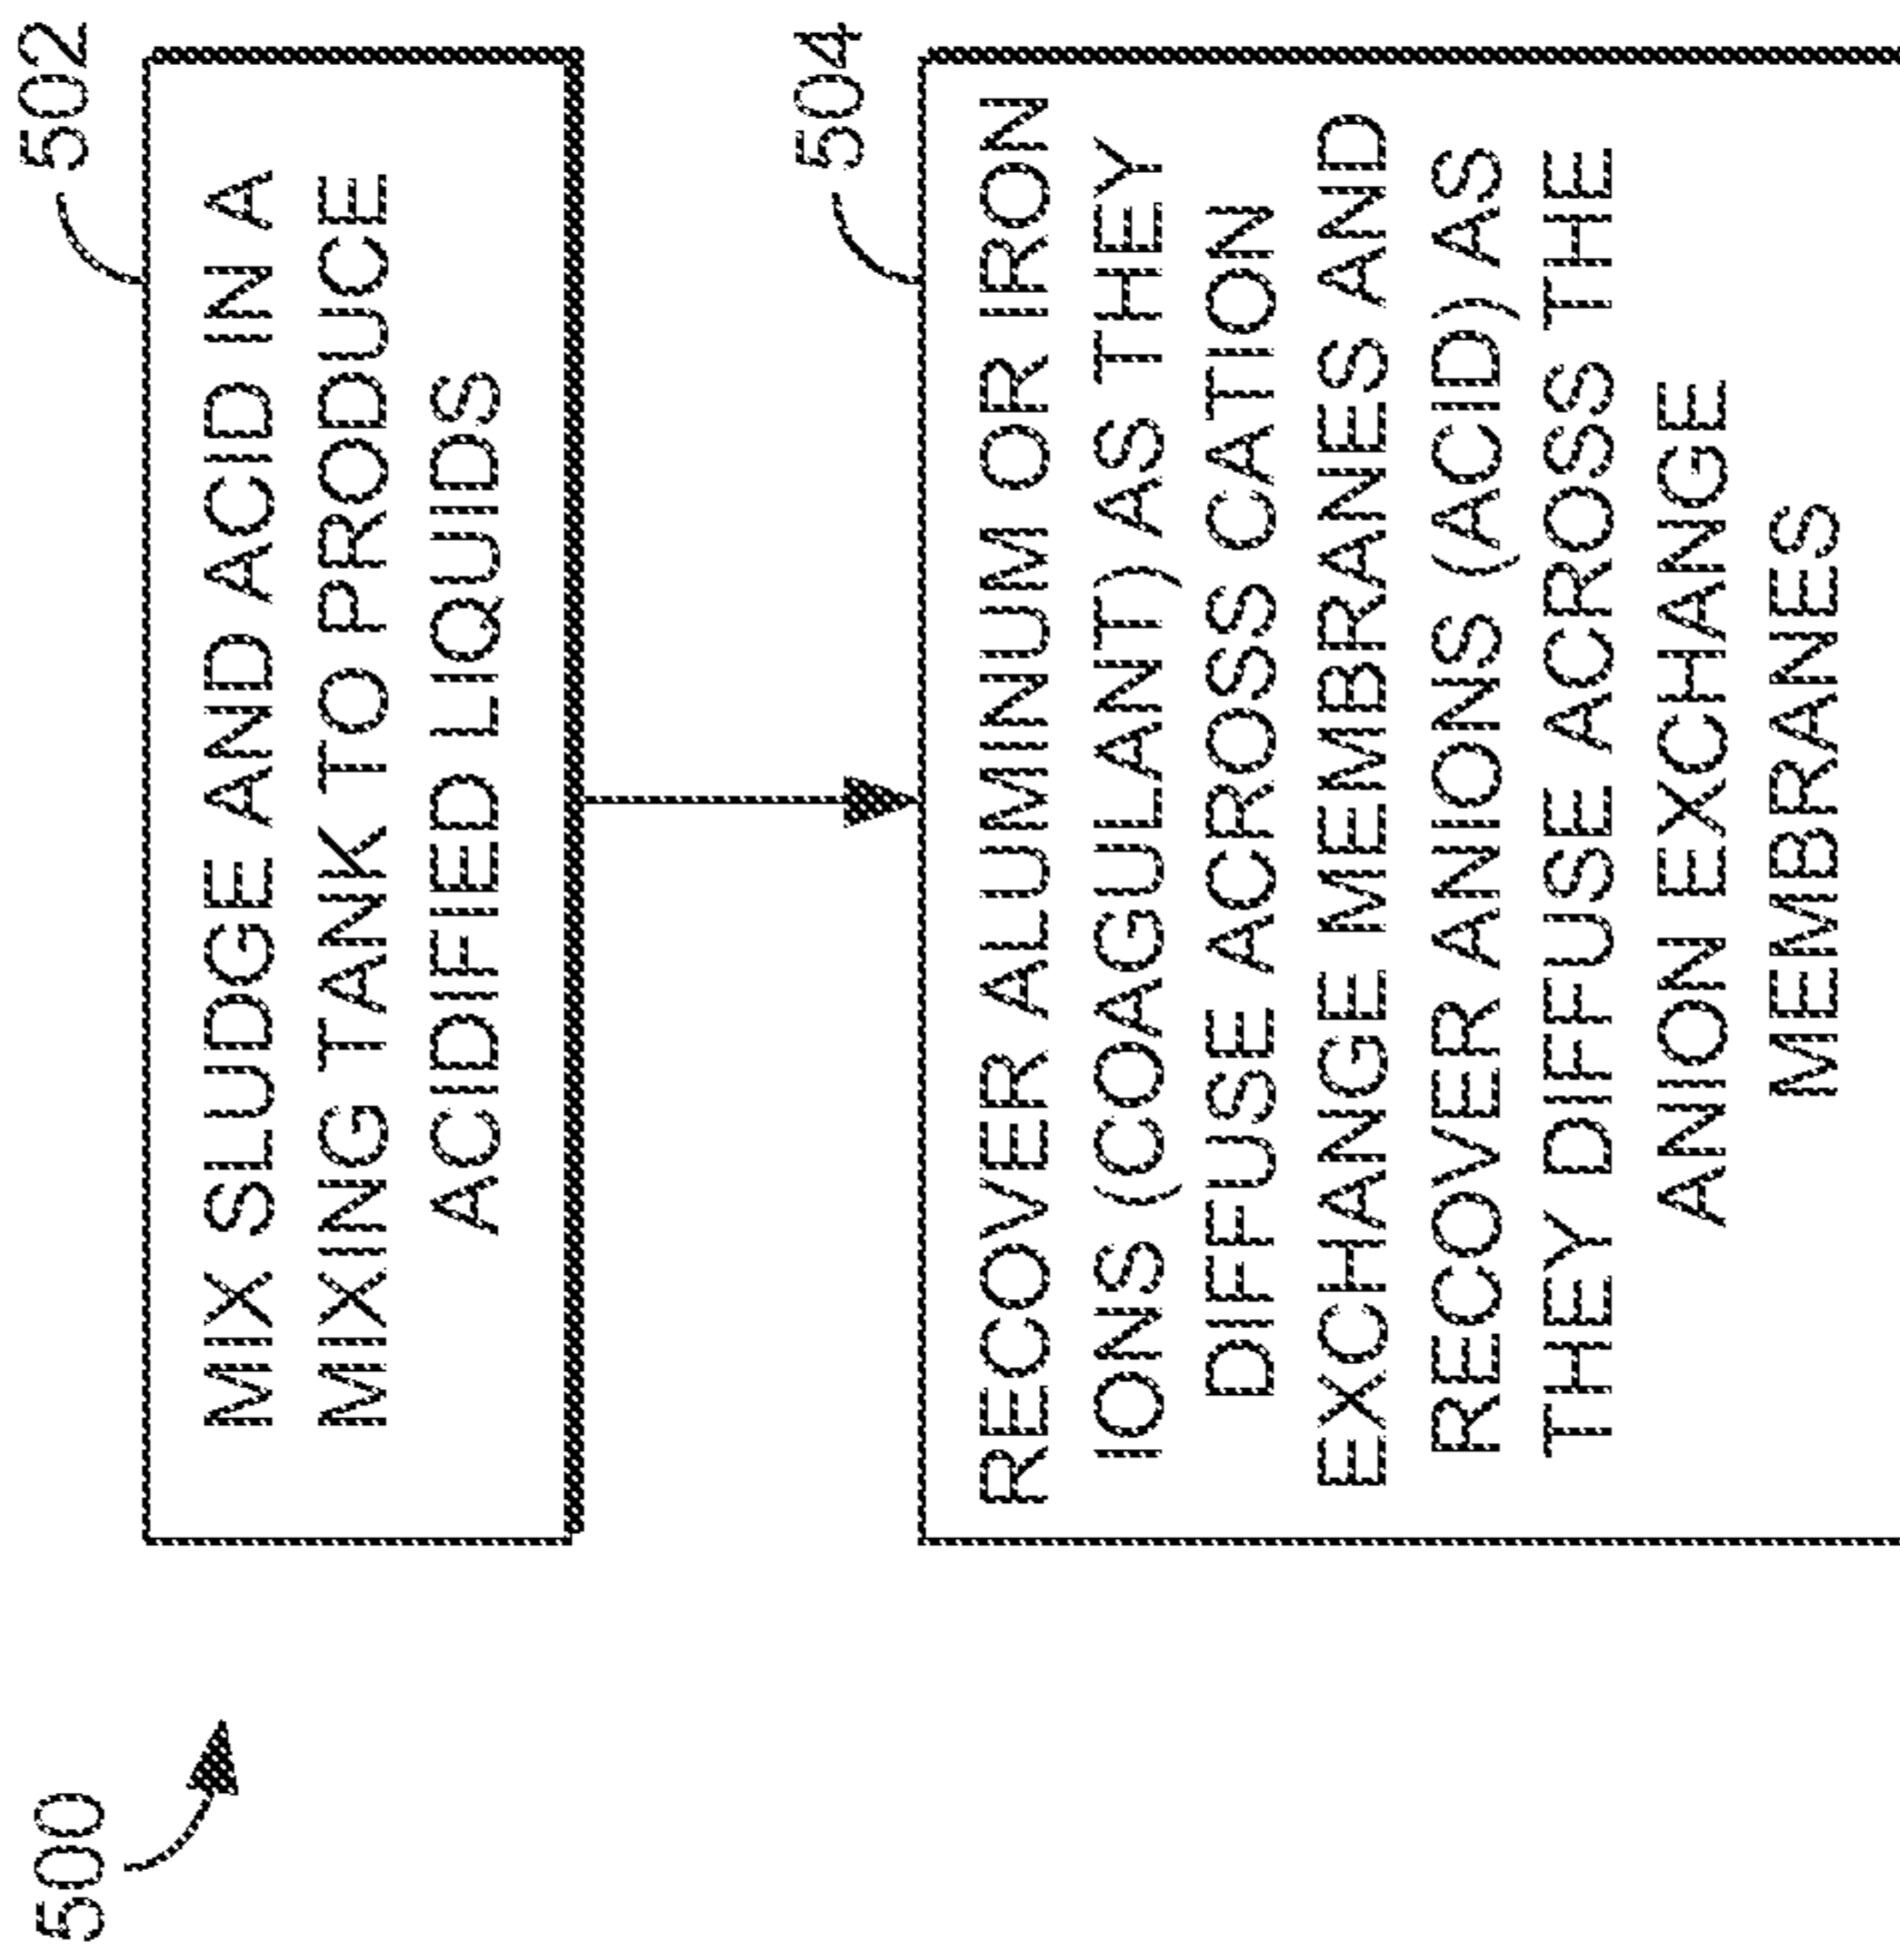 500
502
MIX SLUDGE AND ACID IN A
MIXING TANK TO PRODUCE
ACIDIFIED LIQUIDS
504
RECOVER ALUMINUM OR IRON
IONS (COAGULANT) AS THEY
DIFFUSE ACROSS CATION
EXCHANGE MEMBRANES AND
RECOVER ANIONS (ACID) AS
THEY DIFFUSE ACROSS THE
ANION EXCHANGE
MEMBRANES